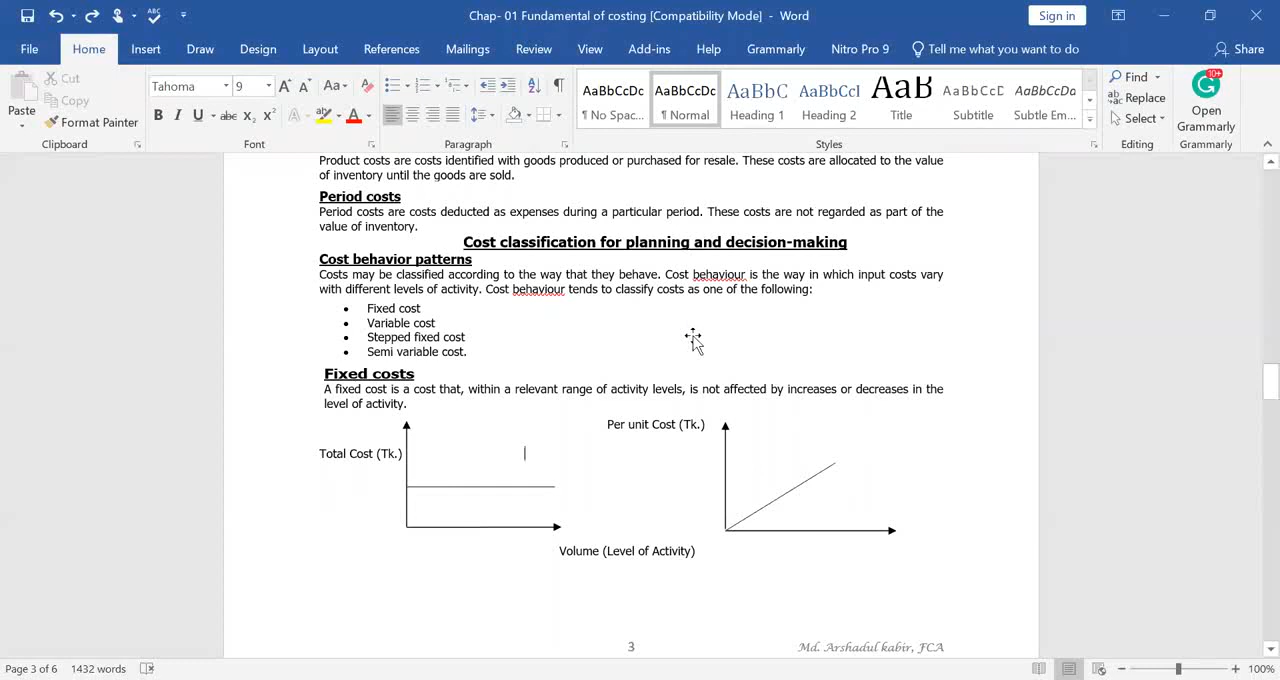 Chap- 01 Fundamental of costing [Compatibility Mode] - Word
Sign in
File Home Insert Draw Design Layout References Mailings Review View Add-ins Help Grammarly Nitro Pro 9 Tell me what you want to do Share
Paste
Cut
Copy
Format Painter
Clipboard
Tahoma 9
Font
Paragraph
AaBbCcDc ¶ No Spac...
AaBbCcDc ¶ Normal
AaBbC Heading 1
AaBbCcI Heading 2
AaB Title
AaBbCcD Subtitle
AaBbCcDa Subtle Em...
Styles
Find
Replace
Select
Editing
10+
Open
Grammarly
Grammarly
Product costs are costs identified with goods produced or purchased for resale. These costs are allocated to the value
of inventory until the goods are sold.
Period costs
Period costs are costs deducted as expenses during a particular period. These costs are not regarded as part of the
value of inventory.
Cost classification for planning and decision-making
Cost behavior patterns
Costs may be classified according to the way that they behave. Cost behaviour is the way in which input costs vary
with different levels of activity. Cost behaviour tends to classify costs as one of the following:
• Fixed cost
• Variable cost
• Stepped fixed cost
• Semi variable cost.
Fixed costs
A fixed cost is a cost that, within a relevant range of activity levels, is not affected by increases or decreases in the
level of activity.
Per unit Cost (Tk.)
Total Cost (Tk.)
Volume (Level of Activity)
3
Md. Arshadul kabir, FCA
Page 3 of 6 1432 words
100%